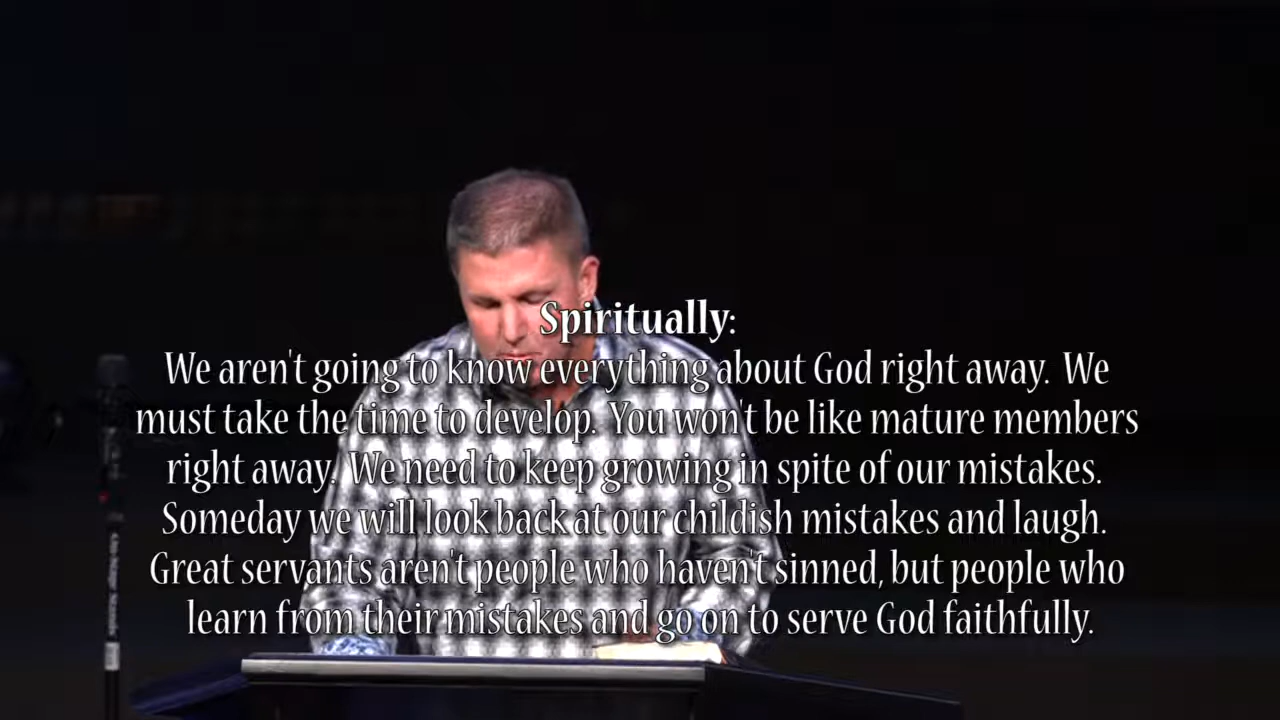 Spiritually:
We aren't going to know everything about God right away. We
must take the time to develop. You won't be like mature members
right away. We need to keep growing in spite of our mistakes.
Someday we will look back at our childish mistakes and laugh.
Great servants aren't people who haven't sinned, but people who
learn from their mistakes and go on to serve God faithfully.